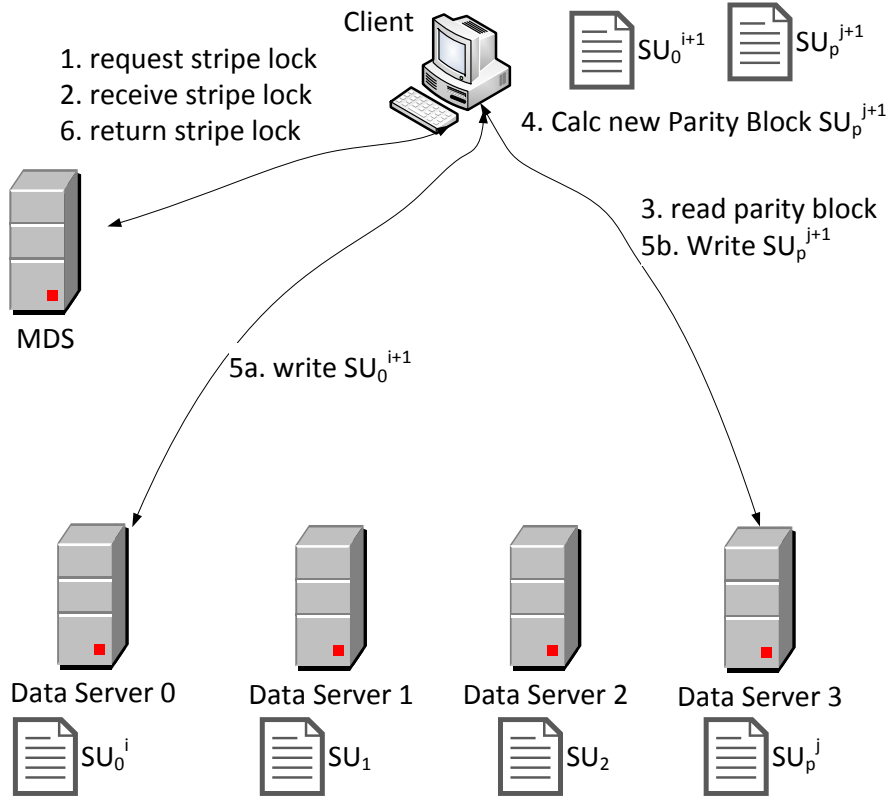 Client
SU₀ⁱ⁺¹
SUₚʲ⁺¹
1. request stripe lock
2. receive stripe lock
6. return stripe lock
4. Calc new Parity Block SUₚʲ⁺¹
3. read parity block
5b. Write SUₚʲ⁺¹
MDS
5a. write SU₀ⁱ⁺¹
Data Server 0
Data Server 1
Data Server 2
Data Server 3
SU₀ⁱ
SU₁
SU₂
SUₚʲ